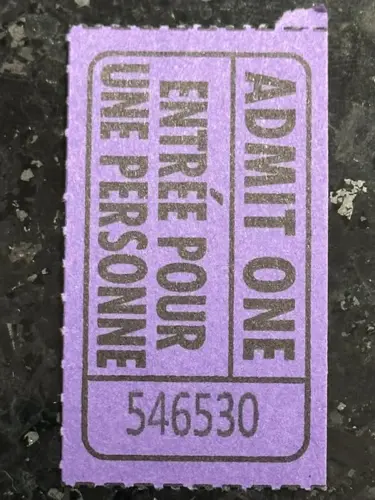 ADMIT ONE
ENTRÉE POUR
UNE PERSONNE
546530